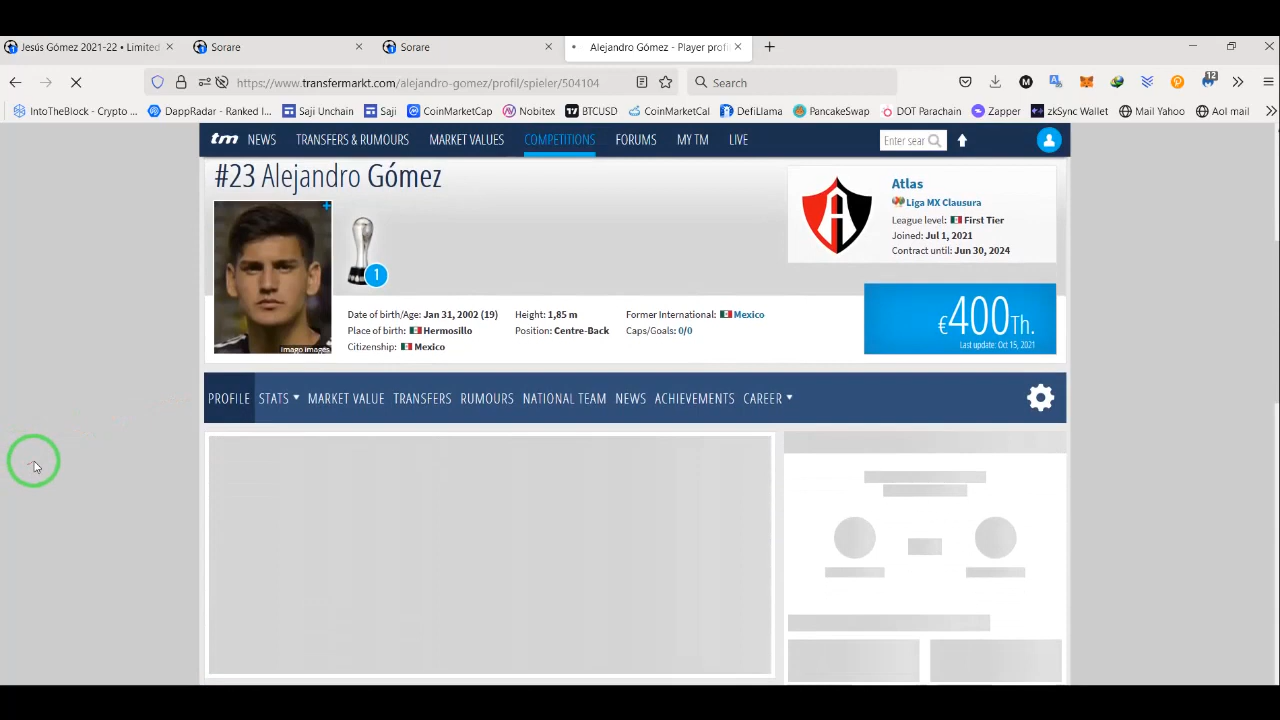 Jesús Gómez 2021-22 • Limited
Sorare
Sorare
Alejandro Gómez - Player profi
https://www.transfermarkt.com/alejandro-gomez/profil/spieler/504104
Search
12
IntoTheBlock - Crypto ...
DappRadar - Ranked l...
Saji Unchain
Saji
CoinMarketCap
Nobitex
BTCUSD
CoinMarketCal
DefiLlama
PancakeSwap
DOT Parachain
Zapper
zkSync Wallet
Mail Yahoo
Aol mail
tm
NEWS
TRANSFERS & RUMOURS
MARKET VALUES
COMPETITIONS
FORUMS
MY TM
LIVE
Enter sear
#23 Alejandro Gómez
1
Imago Images
Date of birth/Age: Jan 31, 2002 (19)
Place of birth: Hermosillo
Citizenship: Mexico
Height: 1,85 m
Position: Centre-Back
Former International: Mexico
Caps/Goals: 0/0
Atlas
Liga MX Clausura
League level: First Tier
Joined: Jul 1, 2021
Contract until: Jun 30, 2024
€400Th.
Last update: Oct 15, 2021
PROFILE
STATS
MARKET VALUE
TRANSFERS
RUMOURS
NATIONAL TEAM
NEWS
ACHIEVEMENTS
CAREER